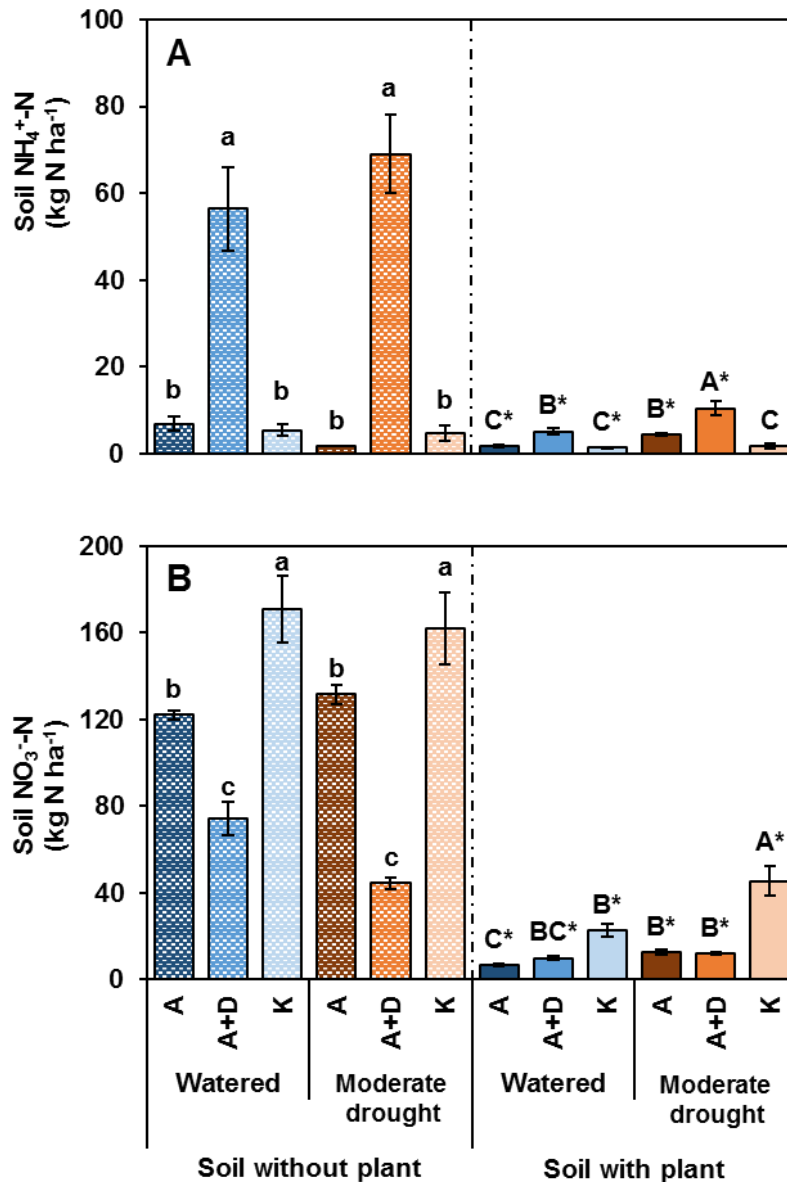 A
Soil NH₄⁺-N
(kg N ha⁻¹)
100
80
60
40
20
0
b
a
b
b
a
b
C*
B*
C*
B*
A*
C
B
Soil NO₃⁻-N
(kg N ha⁻¹)
200
160
120
80
40
0
b
c
a
b
c
a
C*
BC*
B*
B*
B*
A*
A
A+D
K
A
A+D
K
A
A+D
K
A
A+D
K
Watered
Moderate
drought
Watered
Moderate
drought
Soil without plant
Soil with plant